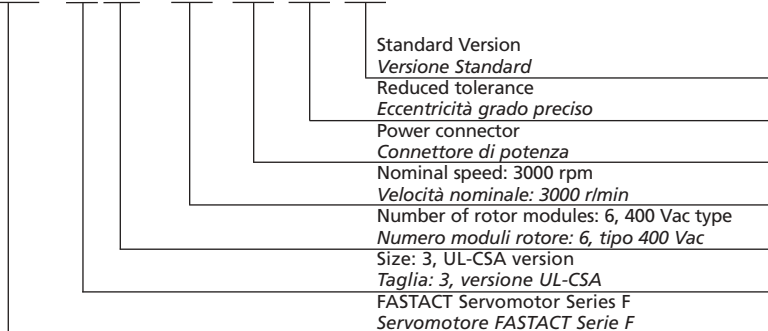 Standard Version
Versione Standard
Reduced tolerance
Eccentricità grado preciso
Power connector
Connettore di potenza
Nominal speed: 3000 rpm
Velocità nominale: 3000 r/min
Number of rotor modules: 6, 400 Vac type
Numero moduli rotore: 6, tipo 400 Vac
Size: 3, UL-CSA version
Taglia: 3, versione UL-CSA
FASTACT Servomotor Series F
Servomotore FASTACT Serie F